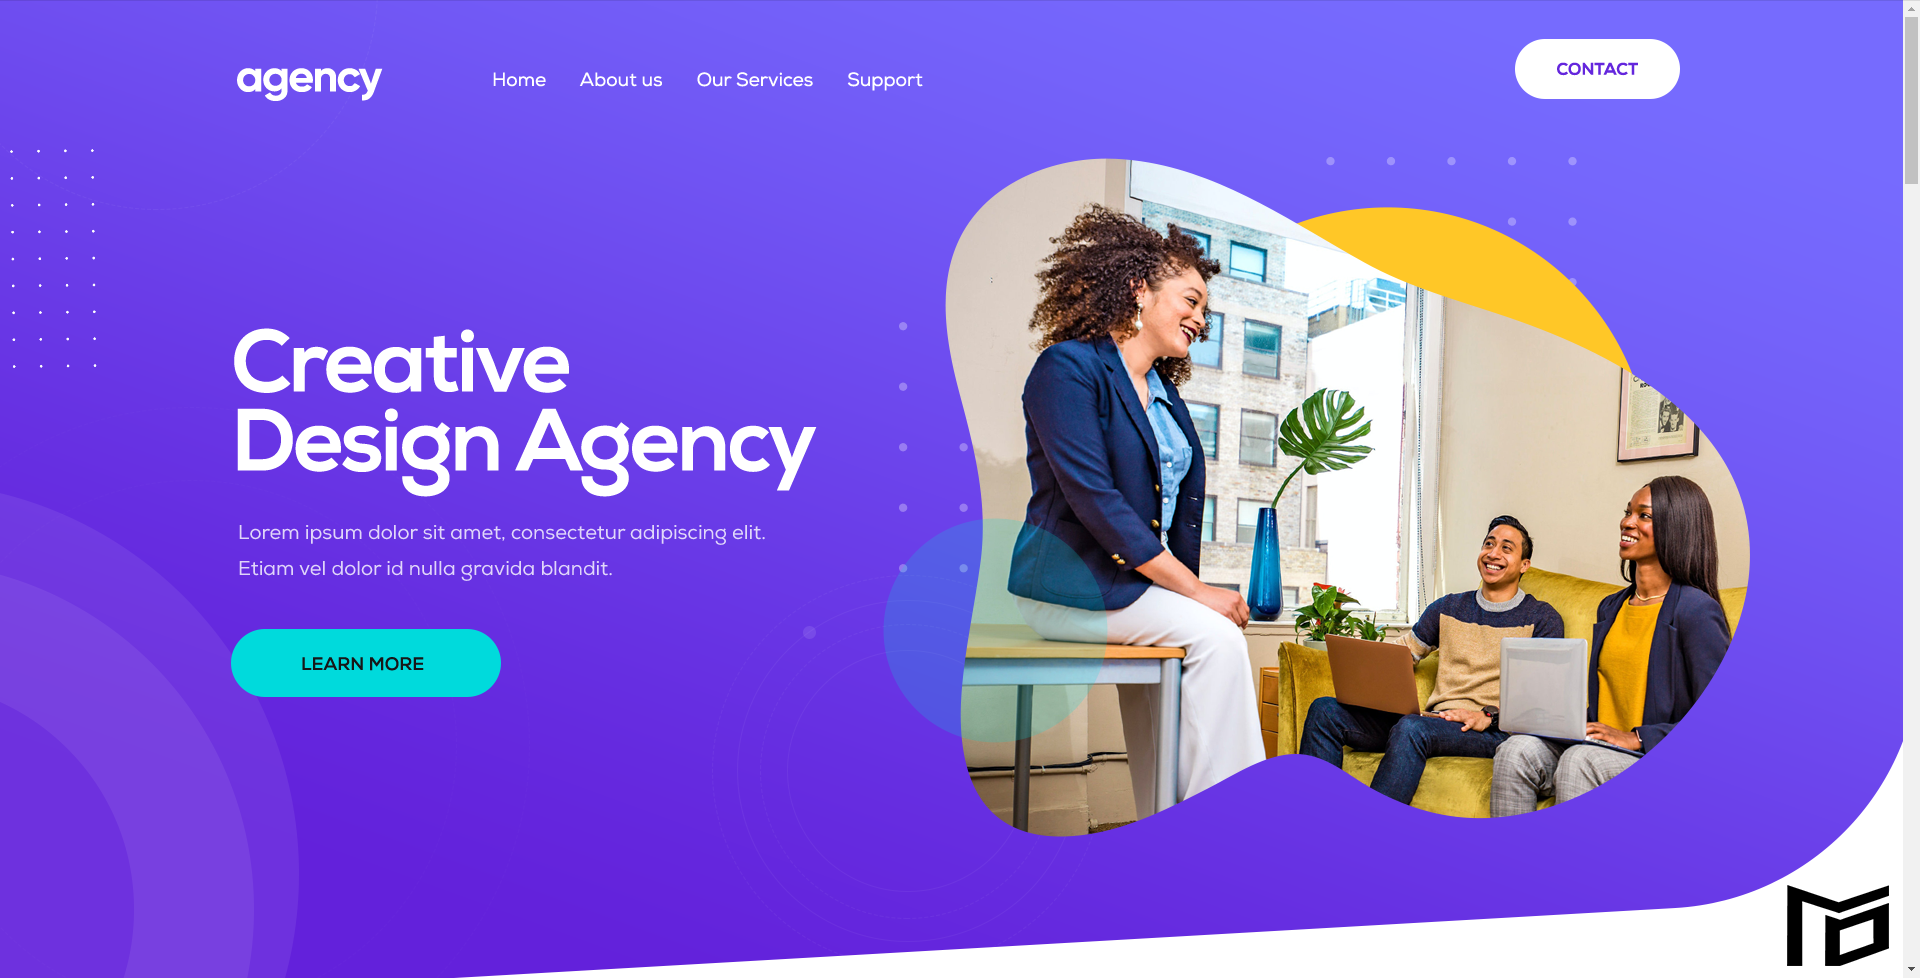 agency
Home
About us
Our Services
Support
CONTACT
Creative
Design Agency
Lorem ipsum dolor sit amet, consectetur adipiscing elit.
Etiam vel dolor id nulla gravida blandit.
LEARN MORE